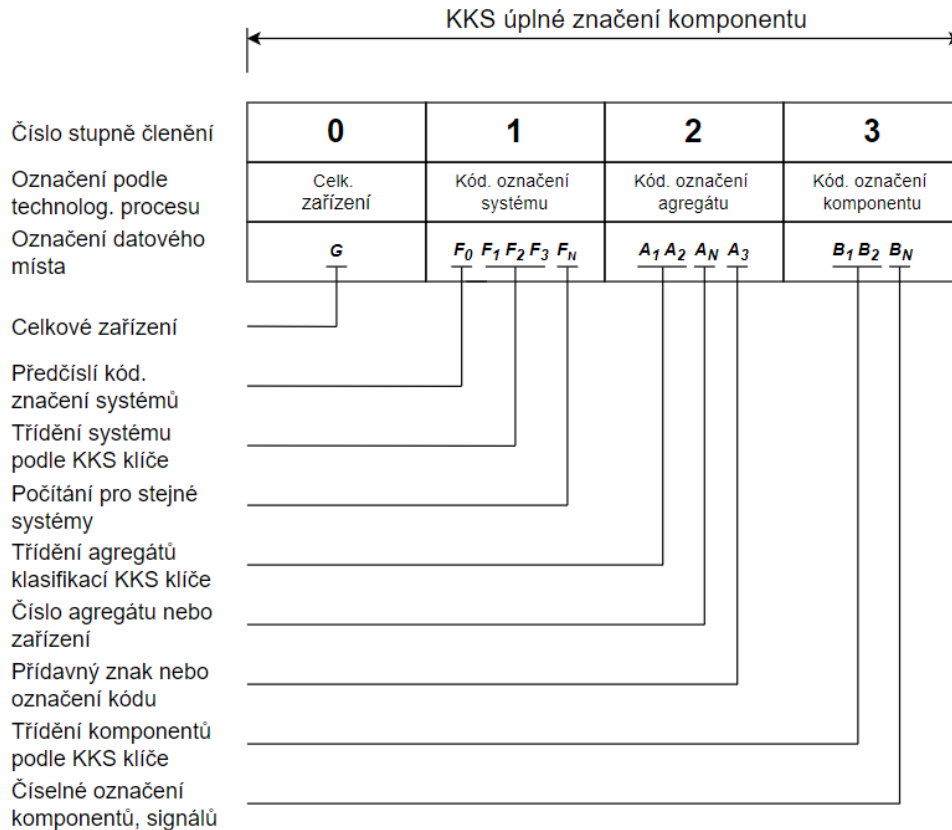 KKS úplné značení komponentu
Číslo stupně členění
0 1 2 3
Označení podle
technolog. procesu
Celk.
zařízení
Kód. označení
systému
Kód. označení
agregátu
Kód. označení
komponentu
Označení datového
místa
G
F0 F1 F2 F3 FN
A1 A2 AN A3
B1 B2 BN
Celkové zařízení
Předčíslí kód.
značení systémů
Třídění systému
podle KKS klíče
Počítání pro stejné
systémy
Třídění agregátů
klasifikací KKS klíče
Číslo agregátu nebo
zařízení
Přídavný znak nebo
označení kódu
Třídění komponentů
podle KKS klíče
Číselné označení
komponentů, signálů